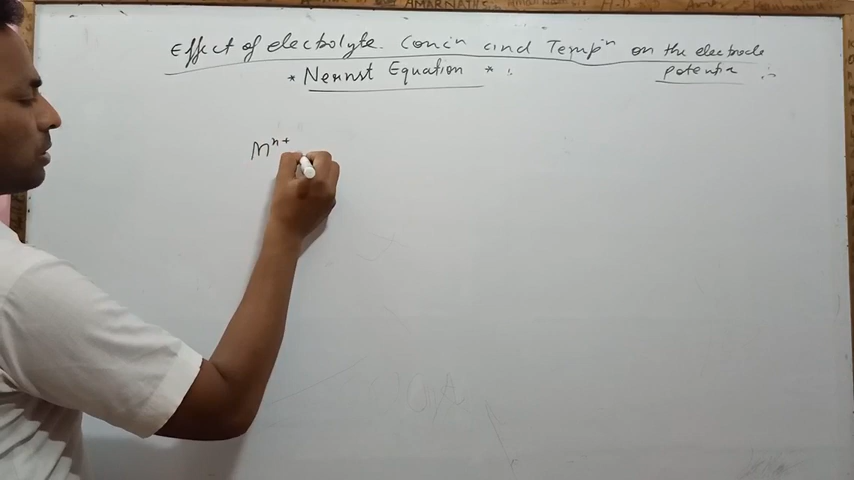 Effect of electrolyte. Concⁿ and Tempⁿ on the electrode
* Nernst Equation * : potential :-
Mⁿ⁺